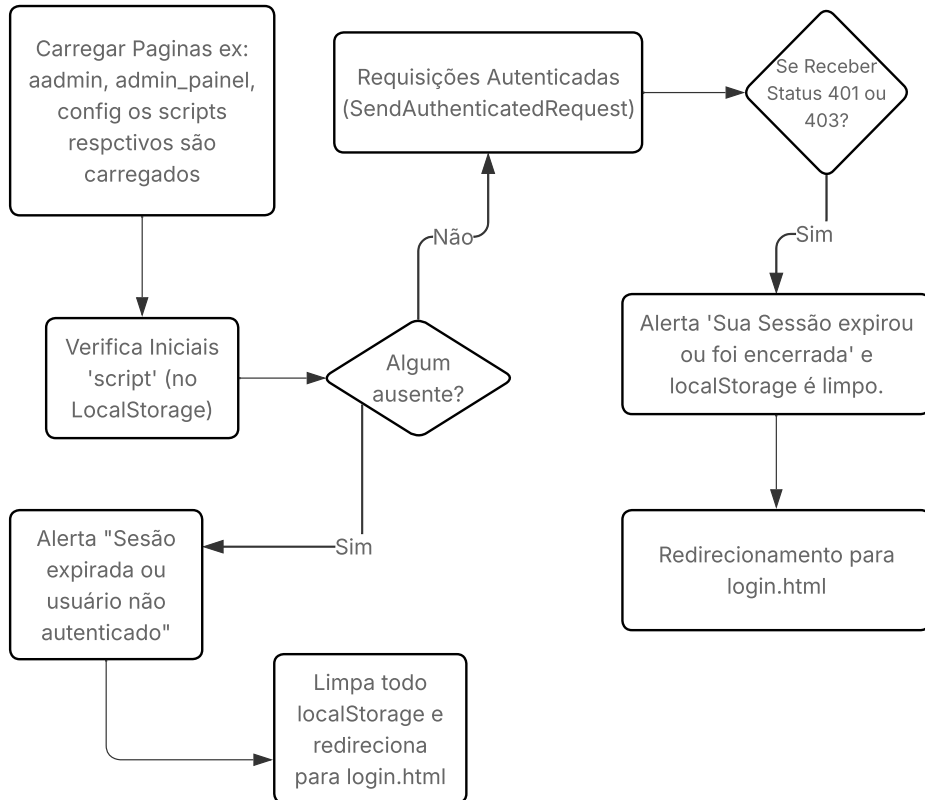 Carregar Paginas ex:
aadmin, admin_painel,
config os scripts
respctivos são
carregados
Verifica Iniciais
'script' (no
LocalStorage)
Algum
ausente?
Não
Sim
Requisições Autenticadas
(SendAuthenticatedRequest)
Se Receber
Status 401 ou
403?
Sim
Alerta 'Sua Sessão expirou
ou foi encerrada' e
localStorage é limpo.
Redirecionamento para
login.html
Alerta "Sesão
expirada ou
usuário não
autenticado"
Limpa todo
localStorage e
redireciona
para login.html